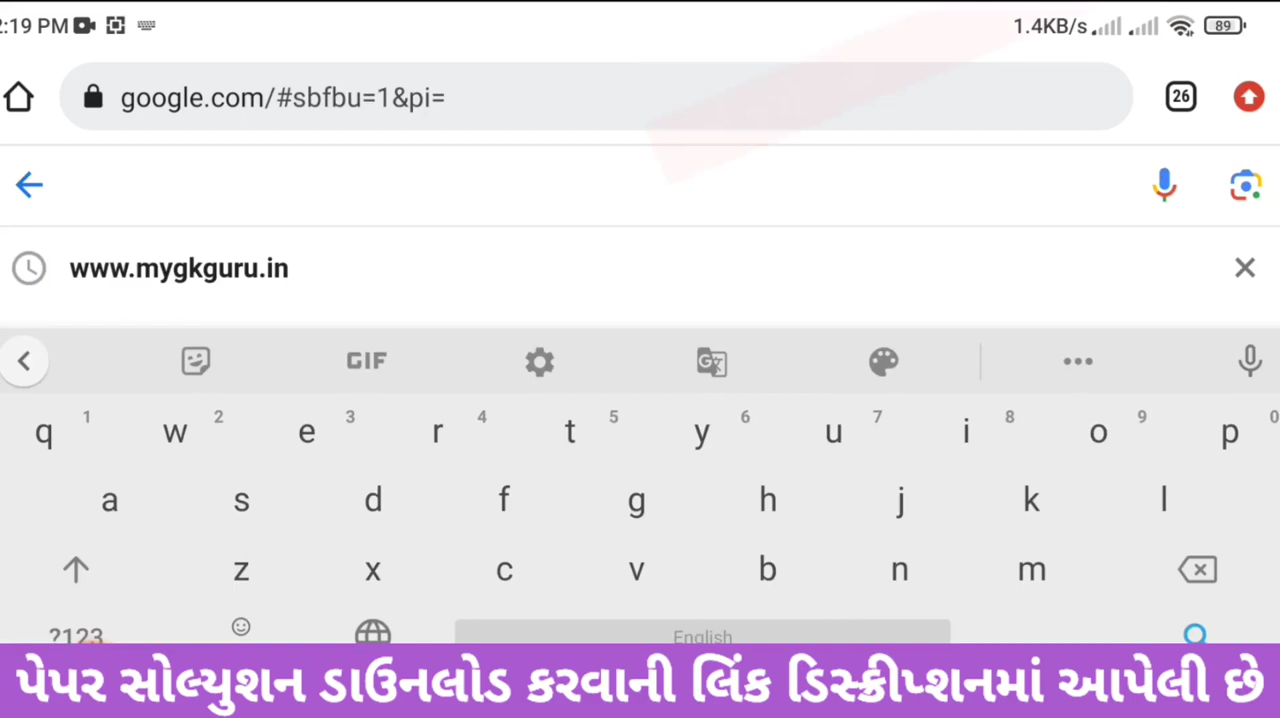 :19 PM
1.4KB/s 89
google.com/#sbfbu=1&pi=
26
www.mygkguru.in
GIF
q 1 w 2 e 3 r 4 t 5 y 6 u 7 i 8 o 9 p 0
a s d f g h j k l
z x c v b n m
?123 English
પેપર સોલ્યુશન ડાઉનલોડ કરવાની લિંક ડિસ્ક્રીપ્શનમાં આપેલી છે